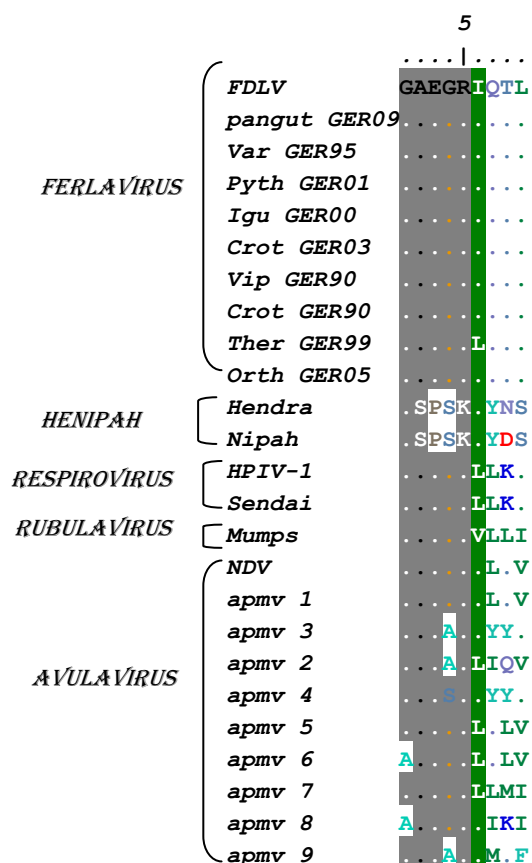 5
....|....
FDLV GAEGRIQTL
pangut GER09 .........
Var GER95 .........
Pyth GER01 .........
FERLAVIRUS
Igu GER00 .........
Crot GER03 .........
Vip GER90 .........
Crot GER90 .........
Ther GER99 .....L...
Orth GER05 .........
HENIPAH
Hendra .SPSK.YNS
Nipah .SPSK.YDS
RESPIROVIRUS
HPIV-1 .....LLK.
Sendai .....LLK.
RUBULAVIRUS
Mumps .....VLLI
NDV ......L.V
apmv 1 ......L.V
apmv 3 ...A..YY.
apmv 2 ...A.LIQV
AVULAVIRUS
apmv 4 ...S..YY.
apmv 5 .....L.LV
apmv 6 A....L.LV
apmv 7 .....LLMI
apmv 8 A.....IKI
apmv 9 ...A..M.F